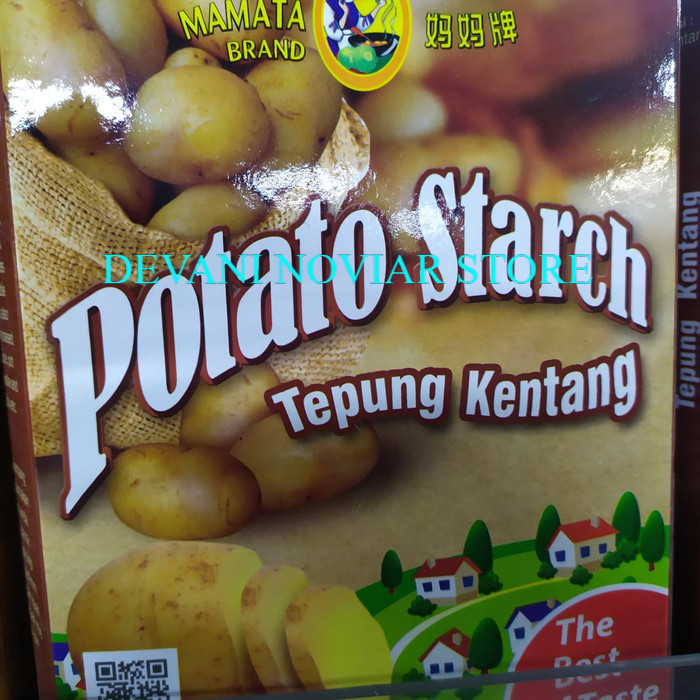 MAMATA
BRAND
妈妈牌
DEVANI NOVIAR STORE
Potato Starch
Tepung Kentang
Tepung Kentang
The
Best